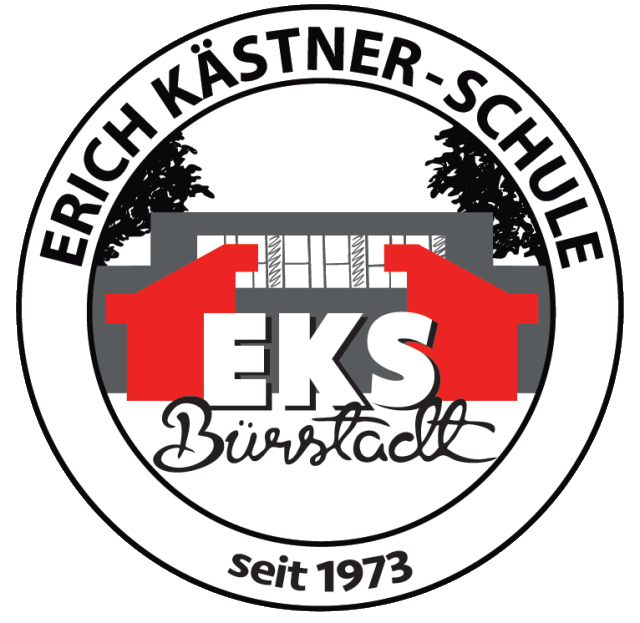 ERICH KÄSTNER-SCHULE
EKS
Bürstadt
seit 1973